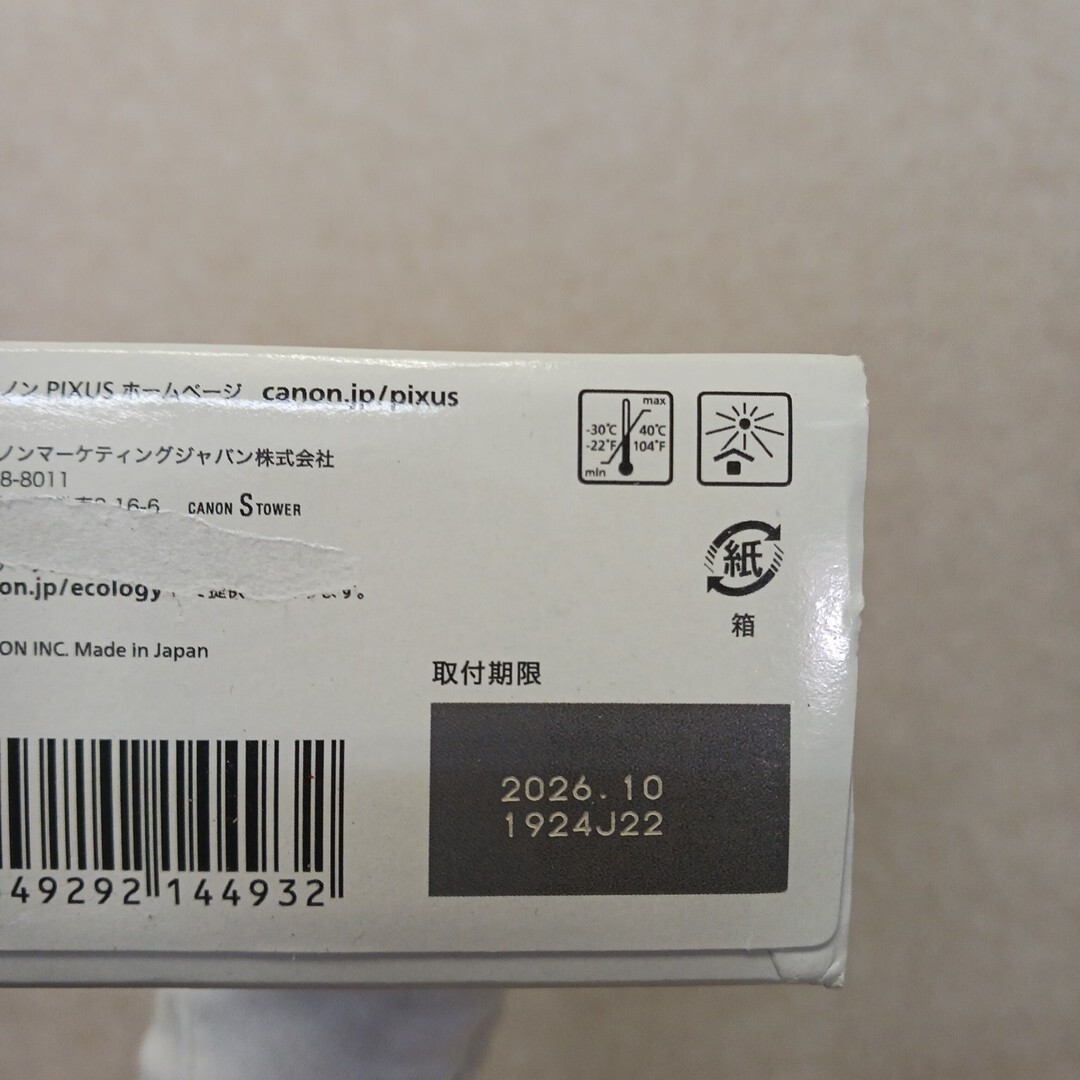 ノン PIXUS ホームページ canon.jp/pixus
ノンマーケティングジャパン株式会社
8-8011
2-16-6 CANON S TOWER
on.jp/ecology
ON INC. Made in Japan
49292 144932
max
-30℃ 40℃
-22°F 104°F
min
紙
箱
取付期限
2026.10
1924J22